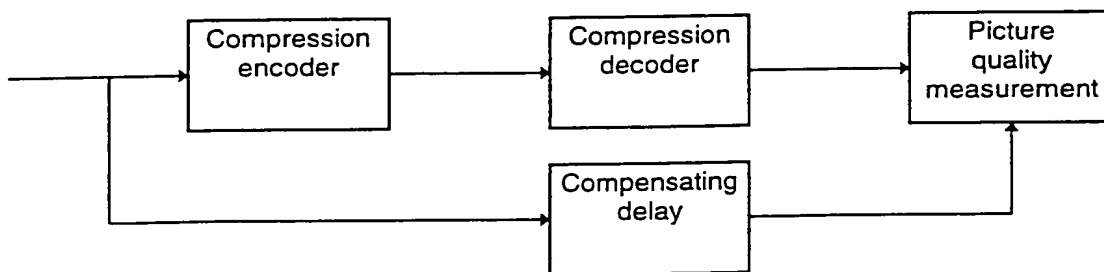 Compression
encoder
Compression
decoder
Picture
quality
measurement
Compensating
delay